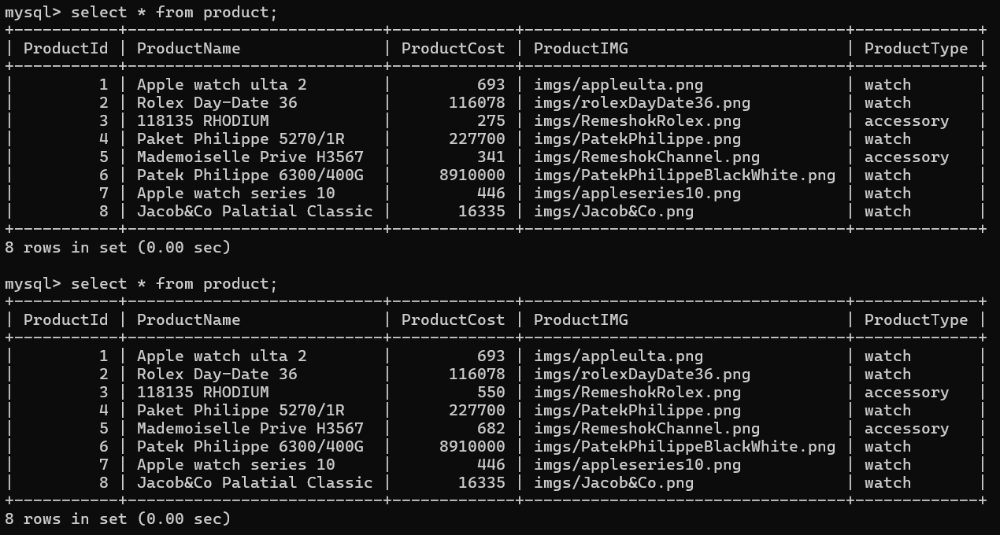 mysql> select * from product;
+-----------+---------------------------+-------------+----------------------------------+-------------+
| ProductId | ProductName               | ProductCost | ProductIMG                       | ProductType |
+-----------+---------------------------+-------------+----------------------------------+-------------+
|         1 | Apple watch ulta 2        |         693 | imgs/appleulta.png               | watch       |
|         2 | Rolex Day-Date 36         |      116078 | imgs/rolexDayDate36.png          | watch       |
|         3 | 118135 RHODIUM            |         275 | imgs/RemeshokRolex.png           | accessory   |
|         4 | Paket Philippe 5270/1R    |      227700 | imgs/PatekPhilippe.png           | watch       |
|         5 | Mademoiselle Prive H3567  |         341 | imgs/RemeshokChannel.png         | accessory   |
|         6 | Patek Philippe 6300/400G  |     8910000 | imgs/PatekPhilippeBlackWhite.png | watch       |
|         7 | Apple watch series 10     |         446 | imgs/appleseries10.png           | watch       |
|         8 | Jacob&Co Palatial Classic |       16335 | imgs/Jacob&Co.png                | watch       |
+-----------+---------------------------+-------------+----------------------------------+-------------+
8 rows in set (0.00 sec)

mysql> select * from product;
+-----------+---------------------------+-------------+----------------------------------+-------------+
| ProductId | ProductName               | ProductCost | ProductIMG                       | ProductType |
+-----------+---------------------------+-------------+----------------------------------+-------------+
|         1 | Apple watch ulta 2        |         693 | imgs/appleulta.png               | watch       |
|         2 | Rolex Day-Date 36         |      116078 | imgs/rolexDayDate36.png          | watch       |
|         3 | 118135 RHODIUM            |         550 | imgs/RemeshokRolex.png           | accessory   |
|         4 | Paket Philippe 5270/1R    |      227700 | imgs/PatekPhilippe.png           | watch       |
|         5 | Mademoiselle Prive H3567  |         682 | imgs/RemeshokChannel.png         | accessory   |
|         6 | Patek Philippe 6300/400G  |     8910000 | imgs/PatekPhilippeBlackWhite.png | watch       |
|         7 | Apple watch series 10     |         446 | imgs/appleseries10.png           | watch       |
|         8 | Jacob&Co Palatial Classic |       16335 | imgs/Jacob&Co.png                | watch       |
+-----------+---------------------------+-------------+----------------------------------+-------------+
8 rows in set (0.00 sec)